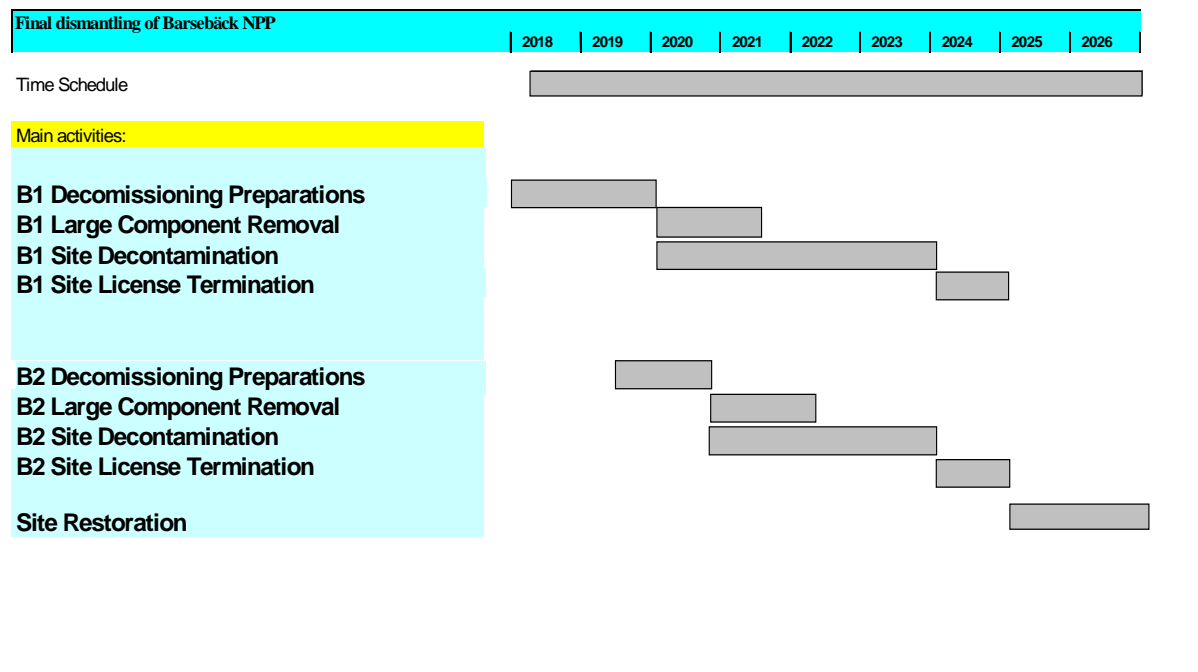 Final dismantling of Barsebäck NPP
2018 2019 2020 2021 2022 2023 2024 2025 2026
Time Schedule
Main activities:
B1 Decomissioning Preparations
B1 Large Component Removal
B1 Site Decontamination
B1 Site License Termination
B2 Decomissioning Preparations
B2 Large Component Removal
B2 Site Decontamination
B2 Site License Termination
Site Restoration